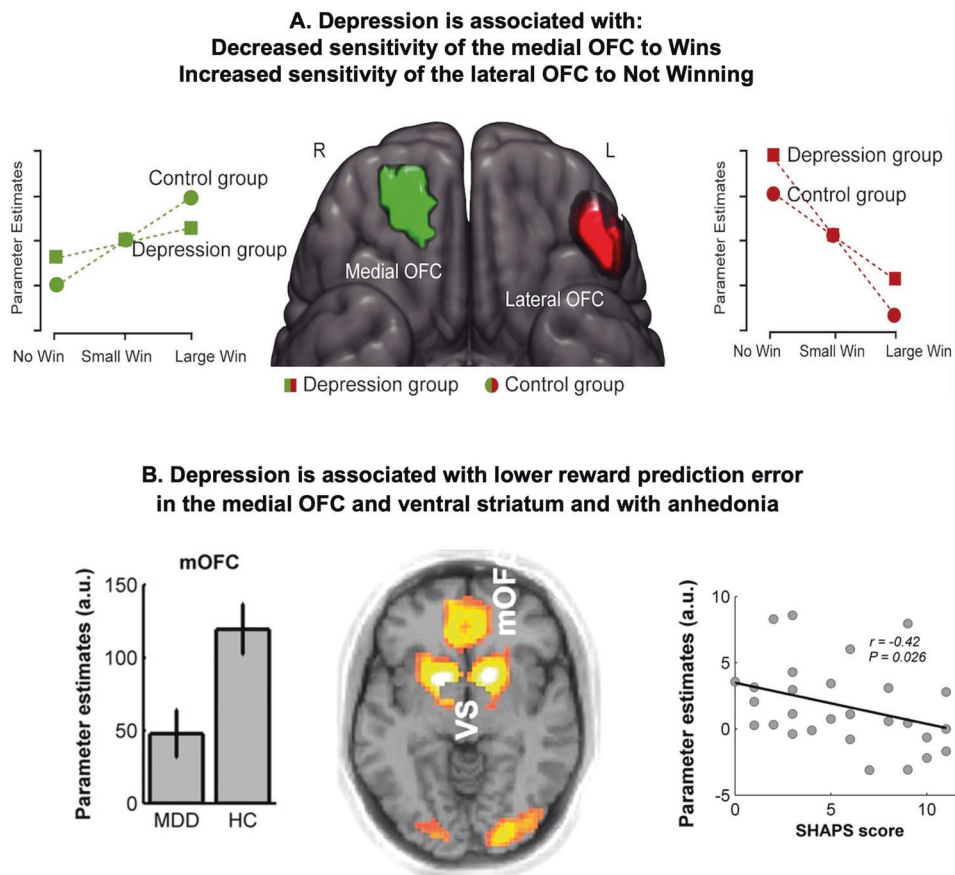 A. Depression is associated with:
Decreased sensitivity of the medial OFC to Wins
Increased sensitivity of the lateral OFC to Not Winning
Parameter Estimates
Control group
Depression group
No Win
Small Win
Large Win
R
L
Medial OFC
Lateral OFC
Depression group
Control group
Parameter Estimates
Depression group
Control group
No Win
Small Win
Large Win
B. Depression is associated with lower reward prediction error
in the medial OFC and ventral striatum and with anhedonia
mOFC
Parameter estimates (a.u.)
150
100
50
0
MDD
HC
mOFC
VS
Parameter estimates (a.u.)
10
5
0
-5
r = -0.42
P = 0.026
0
5
10
SHAPS score